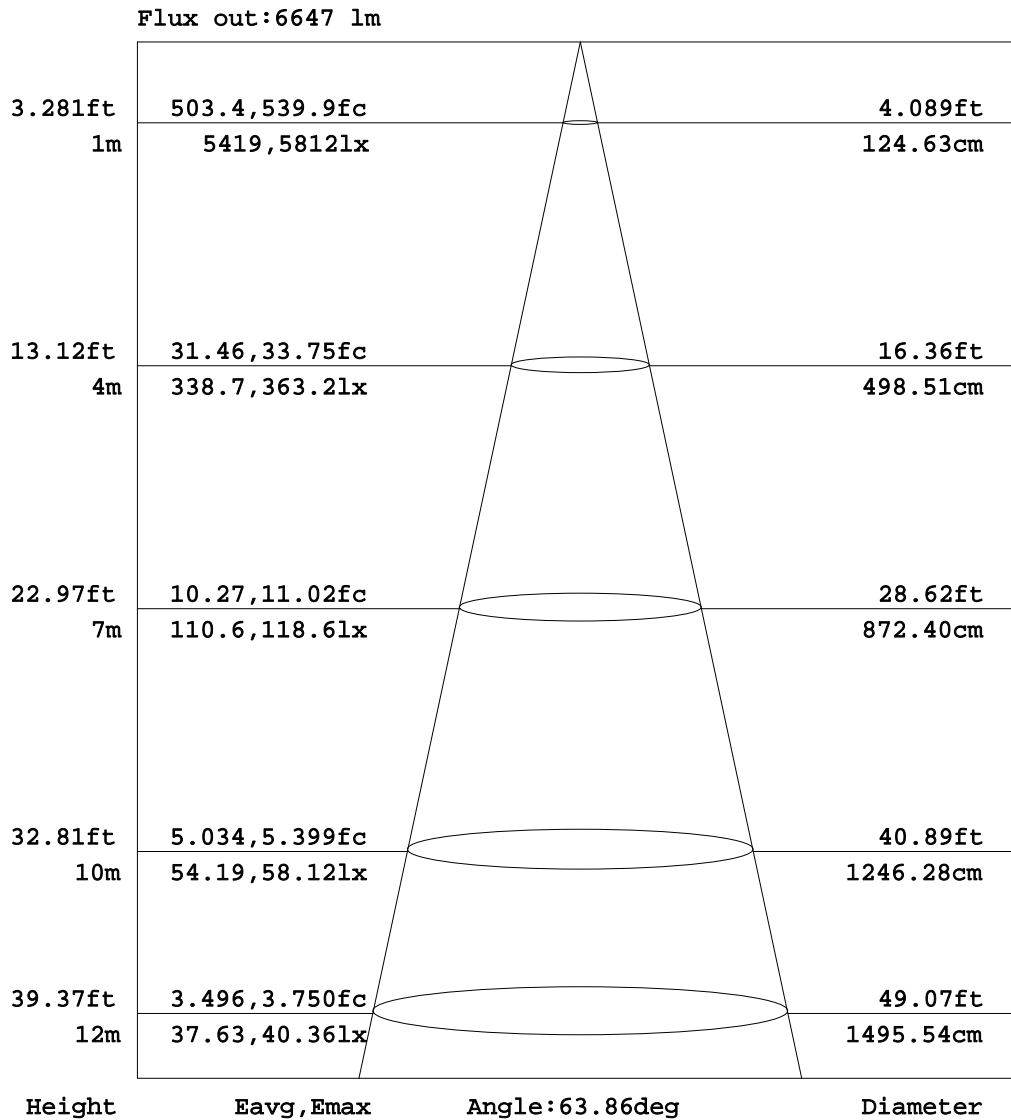 Flux out:6647 lm
3.281ft 503.4,539.9fc 4.089ft
1m 5419,5812lx 124.63cm
13.12ft 31.46,33.75fc 16.36ft
4m 338.7,363.2lx 498.51cm
22.97ft 10.27,11.02fc 28.62ft
7m 110.6,118.6lx 872.40cm
32.81ft 5.034,5.399fc 40.89ft
10m 54.19,58.12lx 1246.28cm
39.37ft 3.496,3.750fc 49.07ft
12m 37.63,40.36lx 1495.54cm
Height Eavg,Emax Angle:63.86deg Diameter